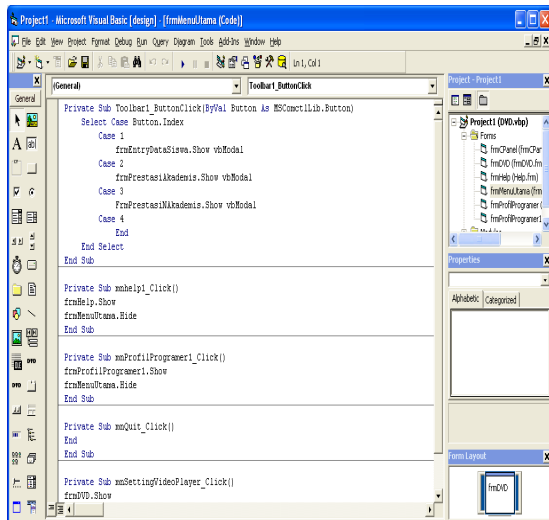 Project1 - Microsoft Visual Basic [design] - [frmMenuUtama (Code)]
File Edit View Project Format Debug Run Query Diagram Tools Add-Ins Window Help
Ln 1, Col 1
General
(General)
Toolbar1_ButtonClick
Private Sub Toolbar1_ButtonClick(ByVal Button As MSComctlLib.Button)
Select Case Button.Index
Case 1
frmEntryDataSiswa.Show vbModal
Case 2
frmPrestasiAkademis.Show vbModal
Case 3
FrmPrestasiNAkademis.Show vbModal
Case 4
End
End Select
End Sub
Private Sub mnhelp1_Click()
frmHelp.Show
frmMenuUtama.Hide
End Sub
Private Sub mnProfilProgramer1_Click()
frmProfilProgramer1.Show
frmMenuUtama.Hide
End Sub
Private Sub mnQuit_Click()
End
End Sub
Private Sub mnSettingVideoPlayer_Click()
frmDVD.Show
Project - Project1
Project1 (DVD.vbp)
Forms
frmCPanel (frmCPan
frmDVD (frmDVD.frn
frmHelp (Help.frm)
frmMenuUtama (frm
frmProfilProgramer (
frmProfilProgramer1
Properties
Alphabetic
Categorized
Form Layout
frmDVD